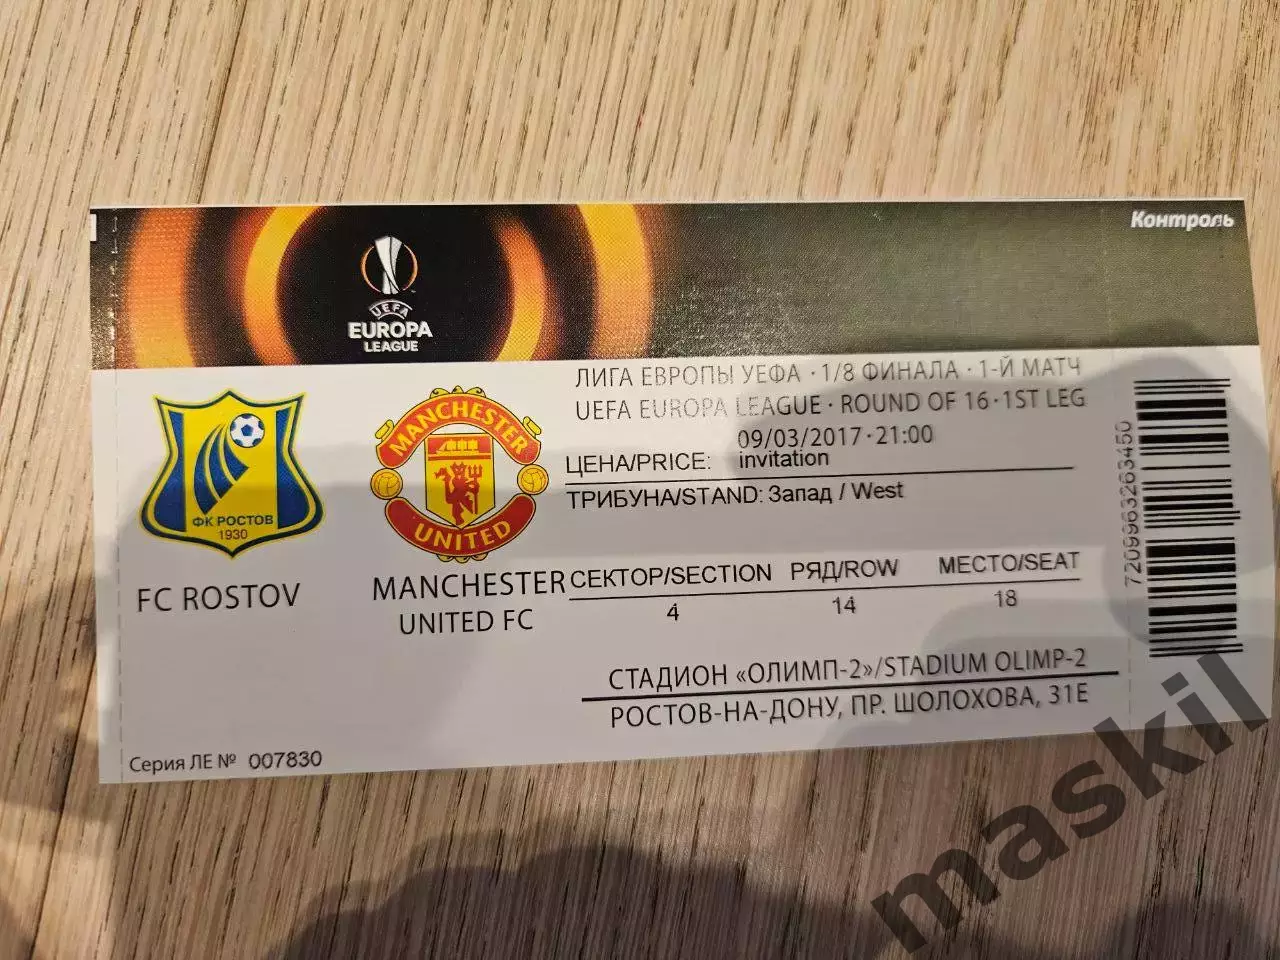 Контроль
UEFA
EUROPA
LEAGUE
ЛИГА ЕВРОПЫ УЕФА · 1/8 ФИНАЛА · 1-Й МАТЧ
UEFA EUROPA LEAGUE · ROUND OF 16 · 1ST LEG
09/03/2017 · 21:00
ЦЕНА/PRICE: invitation
ТРИБУНА/STAND: Запад / West
ФК РОСТОВ
1930
MANCHESTER
UNITED
FC ROSTOV
MANCHESTER
UNITED FC
СЕКТОР/SECTION РЯД/ROW МЕСТО/SEAT
4 14 18
СТАДИОН «ОЛИМП-2»/STADIUM OLIMP-2
РОСТОВ-НА-ДОНУ, ПР. ШОЛОХОВА, 31Е
Серия ЛЕ № 007830
7209963263450
maskil